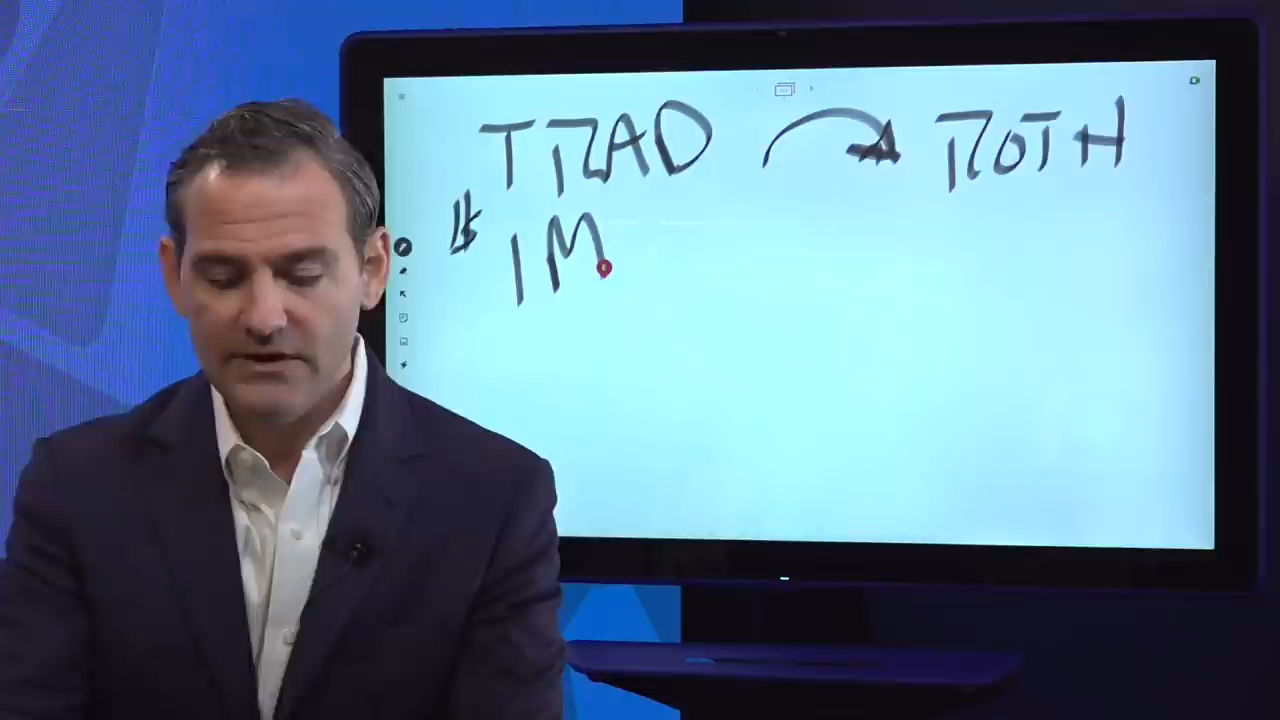 TRAD → ROTH
$ 1M